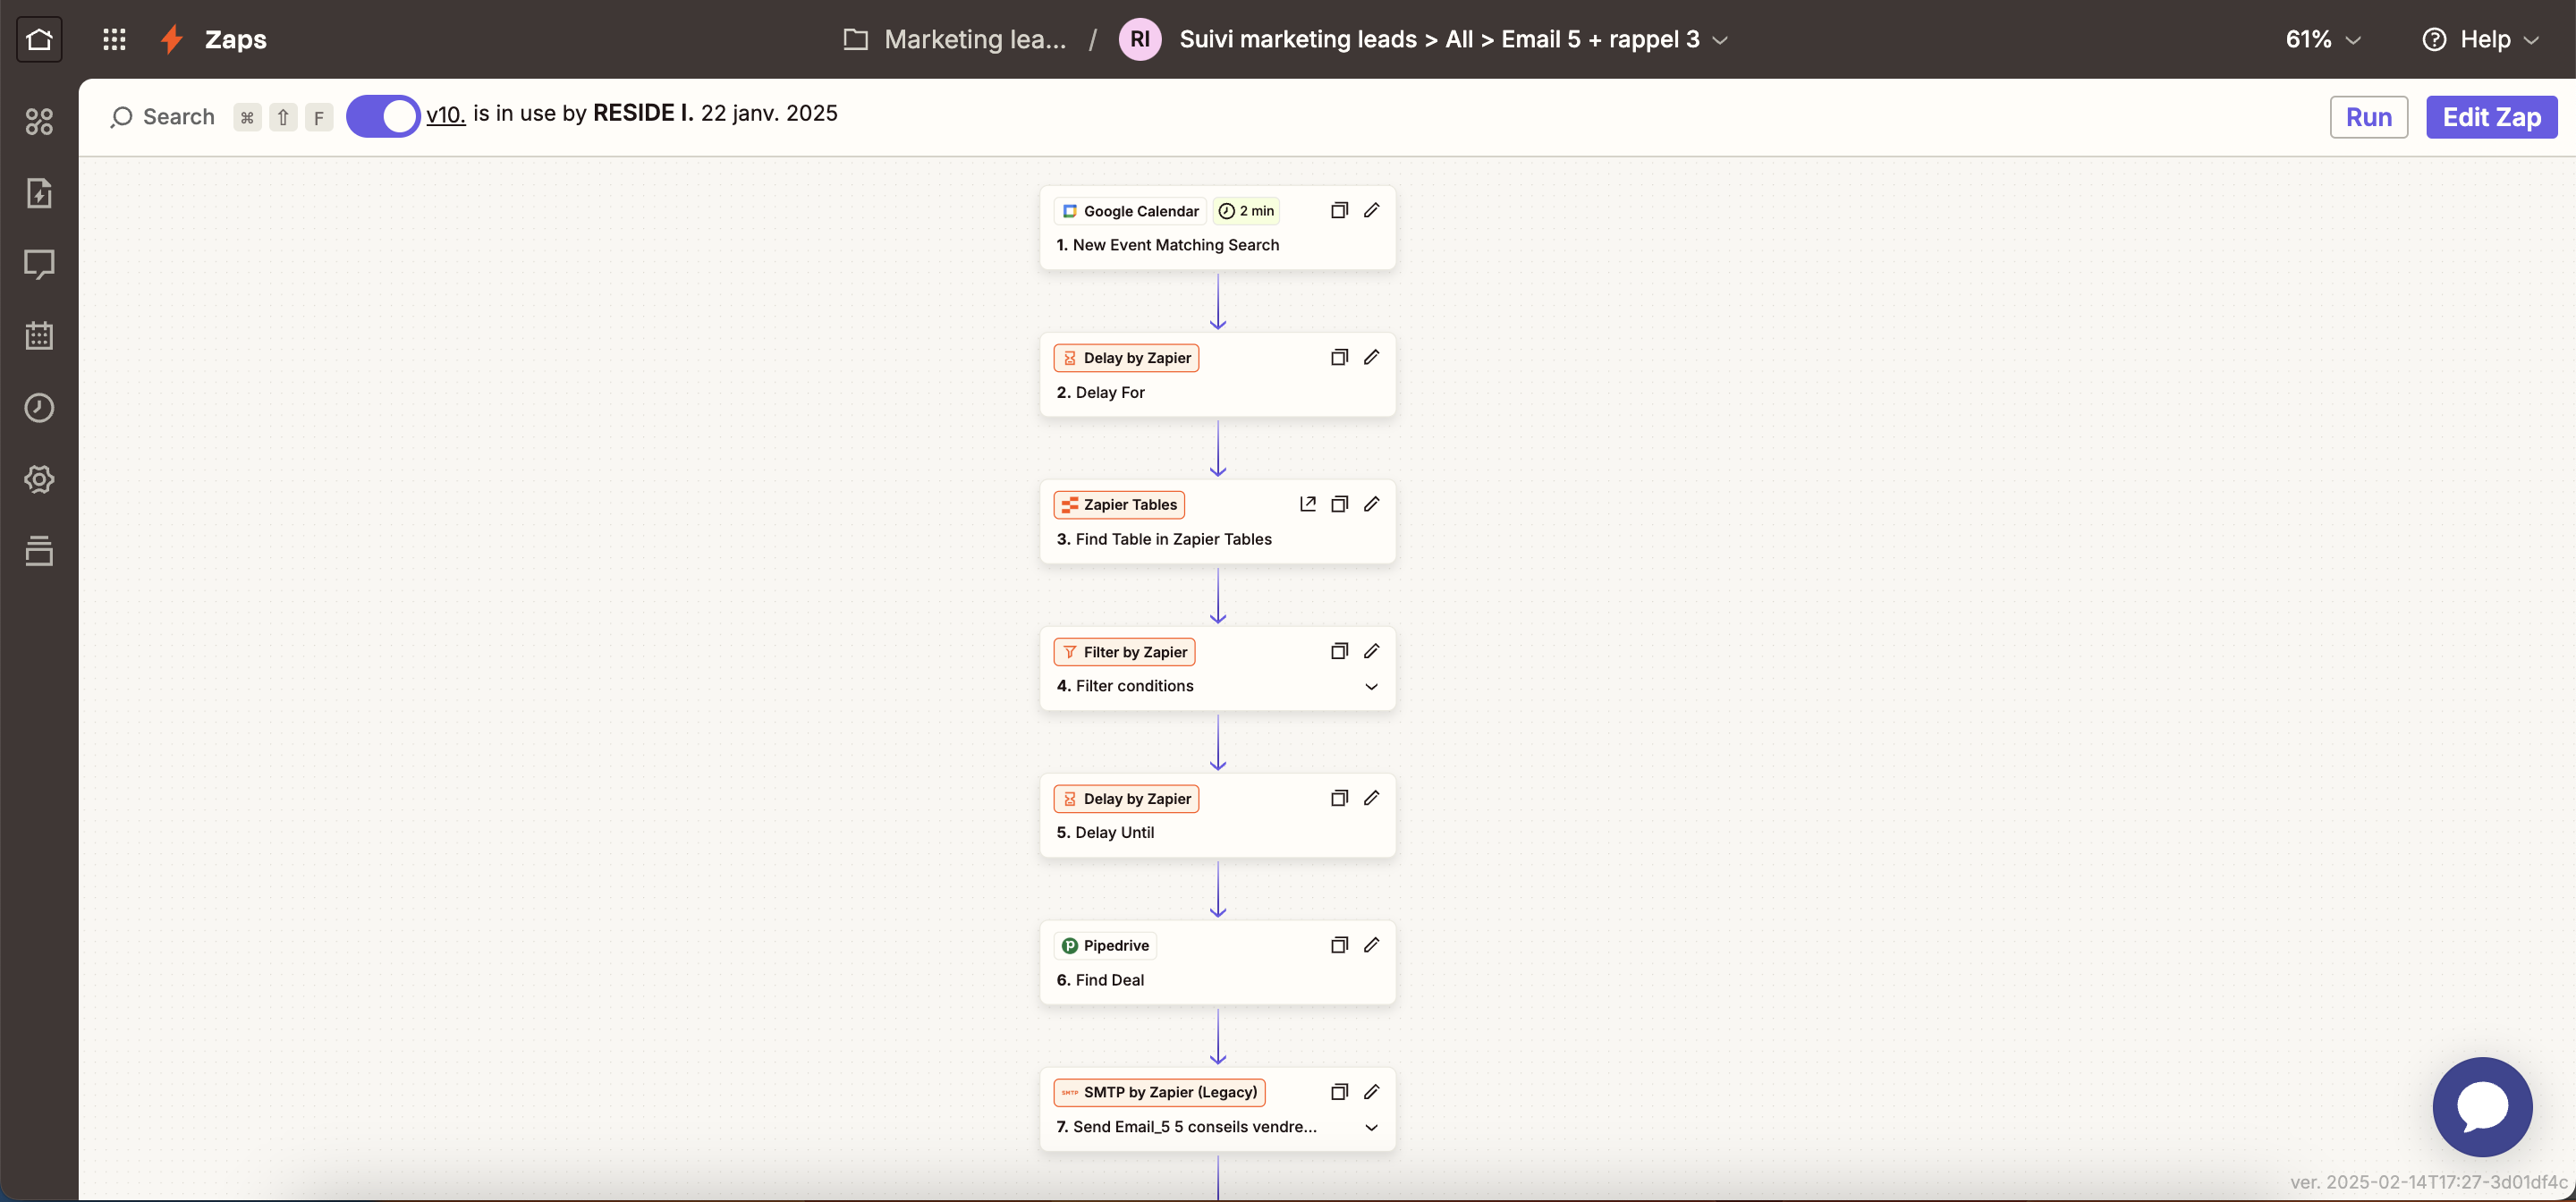 Zaps
Marketing lea... / RI Suivi marketing leads > All > Email 5 + rappel 3
61%
Help
Search ⌘ ⇧ F
v10. is in use by RESIDE I. 22 janv. 2025
Run
Edit Zap
Google Calendar 2 min
1. New Event Matching Search
Delay by Zapier
2. Delay For
Zapier Tables
3. Find Table in Zapier Tables
Filter by Zapier
4. Filter conditions
Delay by Zapier
5. Delay Until
Pipedrive
6. Find Deal
SMTP SMTP by Zapier (Legacy)
7. Send Email_5 5 conseils vendre...
ver. 2025-02-14T17:27-3d01df4c